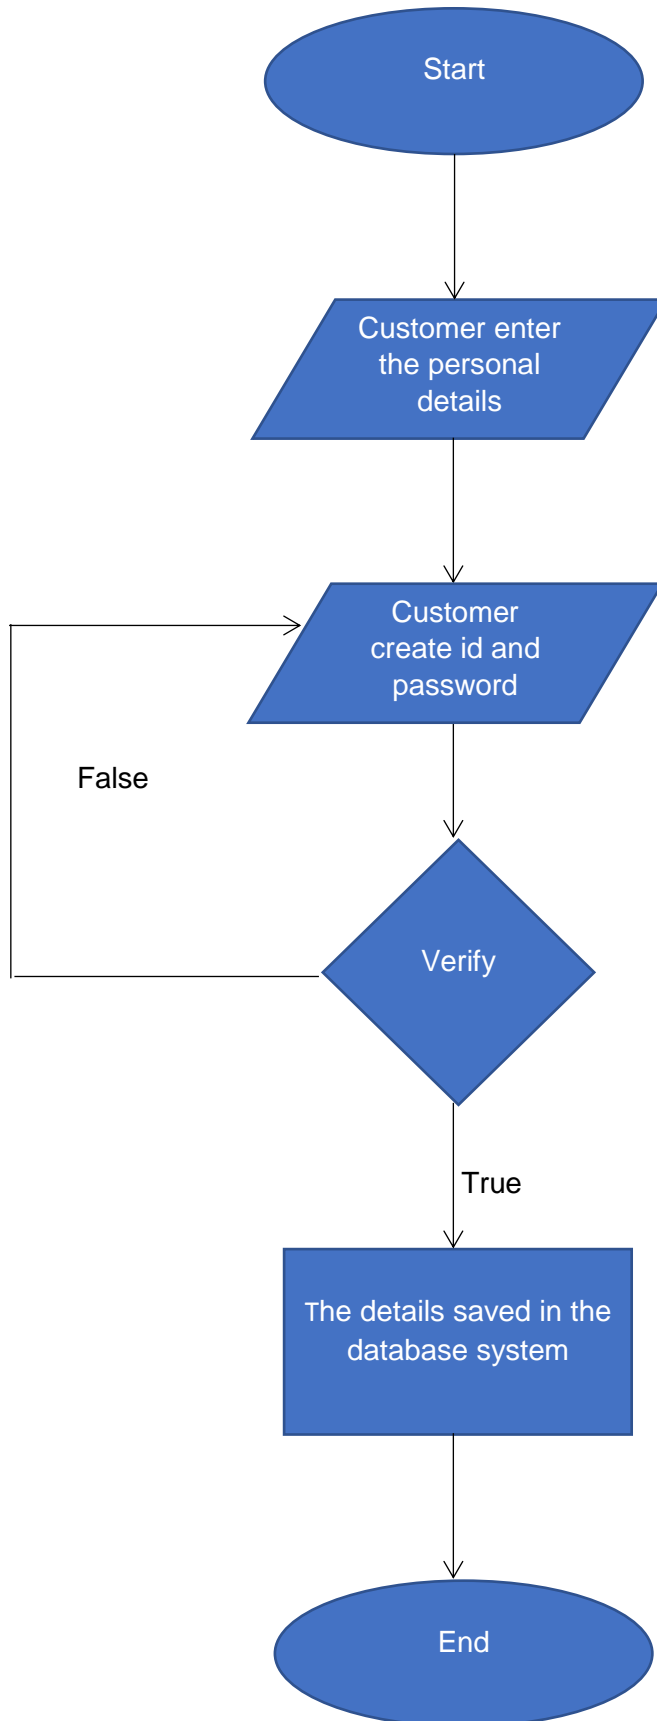 Start
Customer enter
the personal
details
Customer
create id and
password
False
Verify
True
The details saved in the
database system
End